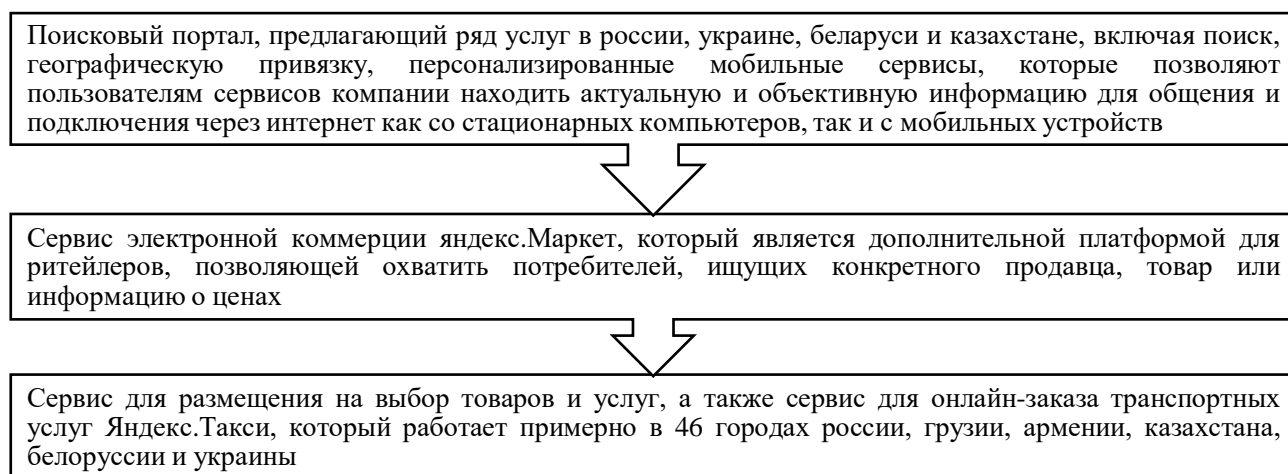 Поисковый портал, предлагающий ряд услуг в россии, украине, беларуси и казахстане, включая поиск,
географическую привязку, персонализированные мобильные сервисы, которые позволяют
пользователям сервисов компании находить актуальную и объективную информацию для общения и
подключения через интернет как со стационарных компьютеров, так и с мобильных устройств
Сервис электронной коммерции яндекс.Маркет, который является дополнительной платформой для
ритейлеров, позволяющей охватить потребителей, ищущих конкретного продавца, товар или
информацию о ценах
Сервис для размещения на выбор товаров и услуг, а также сервис для онлайн-заказа транспортных
услуг Яндекс.Такси, который работает примерно в 46 городах россии, грузии, армении, казахстана,
белоруссии и украины